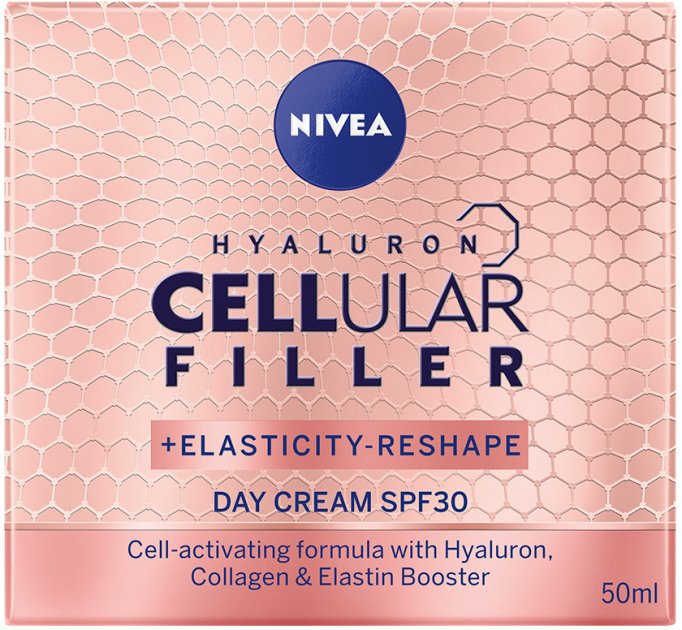 NIVEA
HYALURON
CELLULAR
FILLER
+ELASTICITY-RESHAPE
DAY CREAM SPF30
Cell-activating formula with Hyaluron,
Collagen & Elastin Booster
50ml